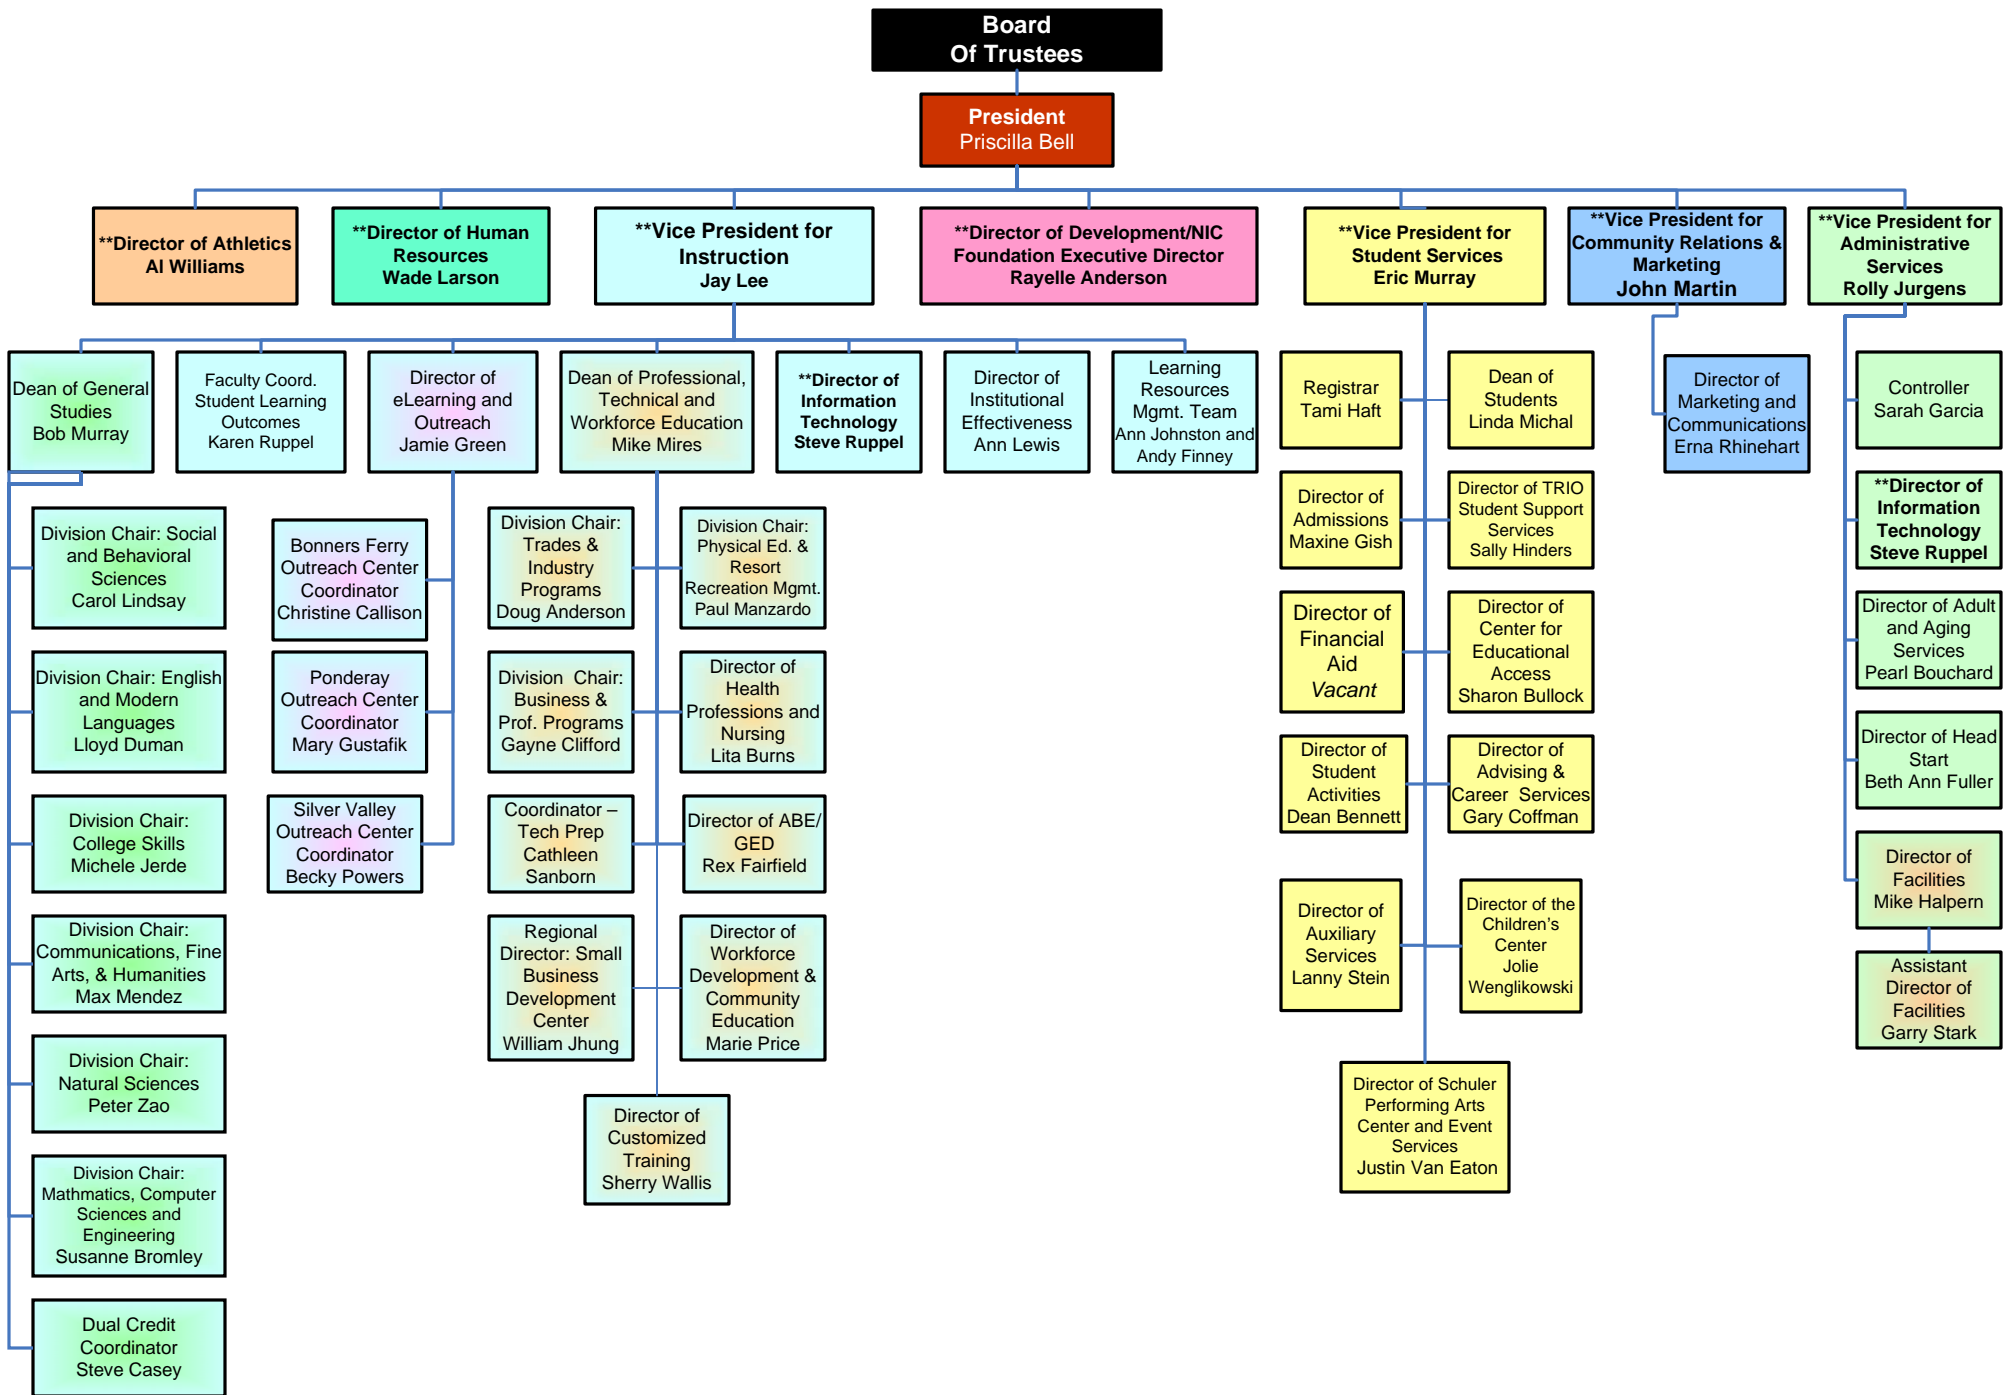 Board
Of Trustees
President
Priscilla Bell
**Director of Athletics
Al Williams
**Director of Human
Resources
Wade Larson
**Vice President for
Instruction
Jay Lee
**Director of Development/NIC
Foundation Executive Director
Rayelle Anderson
**Vice President for
Student Services
Eric Murray
**Vice President for
Community Relations &
Marketing
John Martin
**Vice President for
Administrative
Services
Rolly Jurgens
Dean of General
Studies
Bob Murray
Faculty Coord.
Student Learning
Outcomes
Karen Ruppel
Director of
eLearning and
Outreach
Jamie Green
Dean of Professional,
Technical and
Workforce Education
Mike Mires
**Director of
Information
Technology
Steve Ruppel
Director of
Institutional
Effectiveness
Ann Lewis
Learning
Resources
Mgmt. Team
Ann Johnston and
Andy Finney
Registrar
Tami Haft
Dean of
Students
Linda Michal
Director of
Marketing and
Communications
Erna Rhinehart
Controller
Sarah Garcia
Division Chair: Social
and Behavioral
Sciences
Carol Lindsay
Division Chair: English
and Modern
Languages
Lloyd Duman
Division Chair:
College Skills
Michele Jerde
Division Chair:
Communications, Fine
Arts, & Humanities
Max Mendez
Division Chair:
Natural Sciences
Peter Zao
Division Chair:
Mathmatics, Computer
Sciences and
Engineering
Susanne Bromley
Dual Credit
Coordinator
Steve Casey
Bonners Ferry
Outreach Center
Coordinator
Christine Callison
Ponderay
Outreach Center
Coordinator
Mary Gustafik
Silver Valley
Outreach Center
Coordinator
Becky Powers
Division Chair:
Trades &
Industry
Programs
Doug Anderson
Division Chair:
Physical Ed. &
Resort
Recreation Mgmt.
Paul Manzardo
Division  Chair:
Business &
Prof. Programs
Gayne Clifford
Director of
Health
Professions and
Nursing
Lita Burns
Coordinator –
Tech Prep
Cathleen
Sanborn
Director of ABE/
GED
Rex Fairfield
Regional
Director: Small
Business
Development
Center
William Jhung
Director of
Workforce
Development &
Community
Education
Marie Price
Director of
Customized
Training
Sherry Wallis
Director of
Admissions
Maxine Gish
Director of TRIO
Student Support
Services
Sally Hinders
Director of
Financial
Aid
Vacant
Director of
Center for
Educational
Access
Sharon Bullock
Director of
Student
Activities
Dean Bennett
Director of
Advising &
Career  Services
Gary Coffman
Director of
Auxiliary
Services
Lanny Stein
Director of the
Children’s
Center
Jolie
Wenglikowski
Director of Schuler
Performing Arts
Center and Event
Services
Justin Van Eaton
**Director of
Information
Technology
Steve Ruppel
Director of Adult
and Aging
Services
Pearl Bouchard
Director of Head
Start
Beth Ann Fuller
Director of
Facilities
Mike Halpern
Assistant
Director of
Facilities
Garry Stark